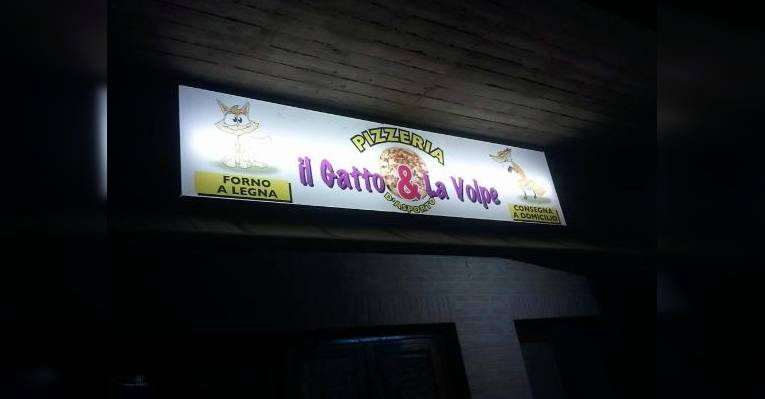 PIZZERIA
il Gatto & La Volpe
D'ASPORTO
FORNO
A LEGNA
CONSEGNA
A DOMICILIO